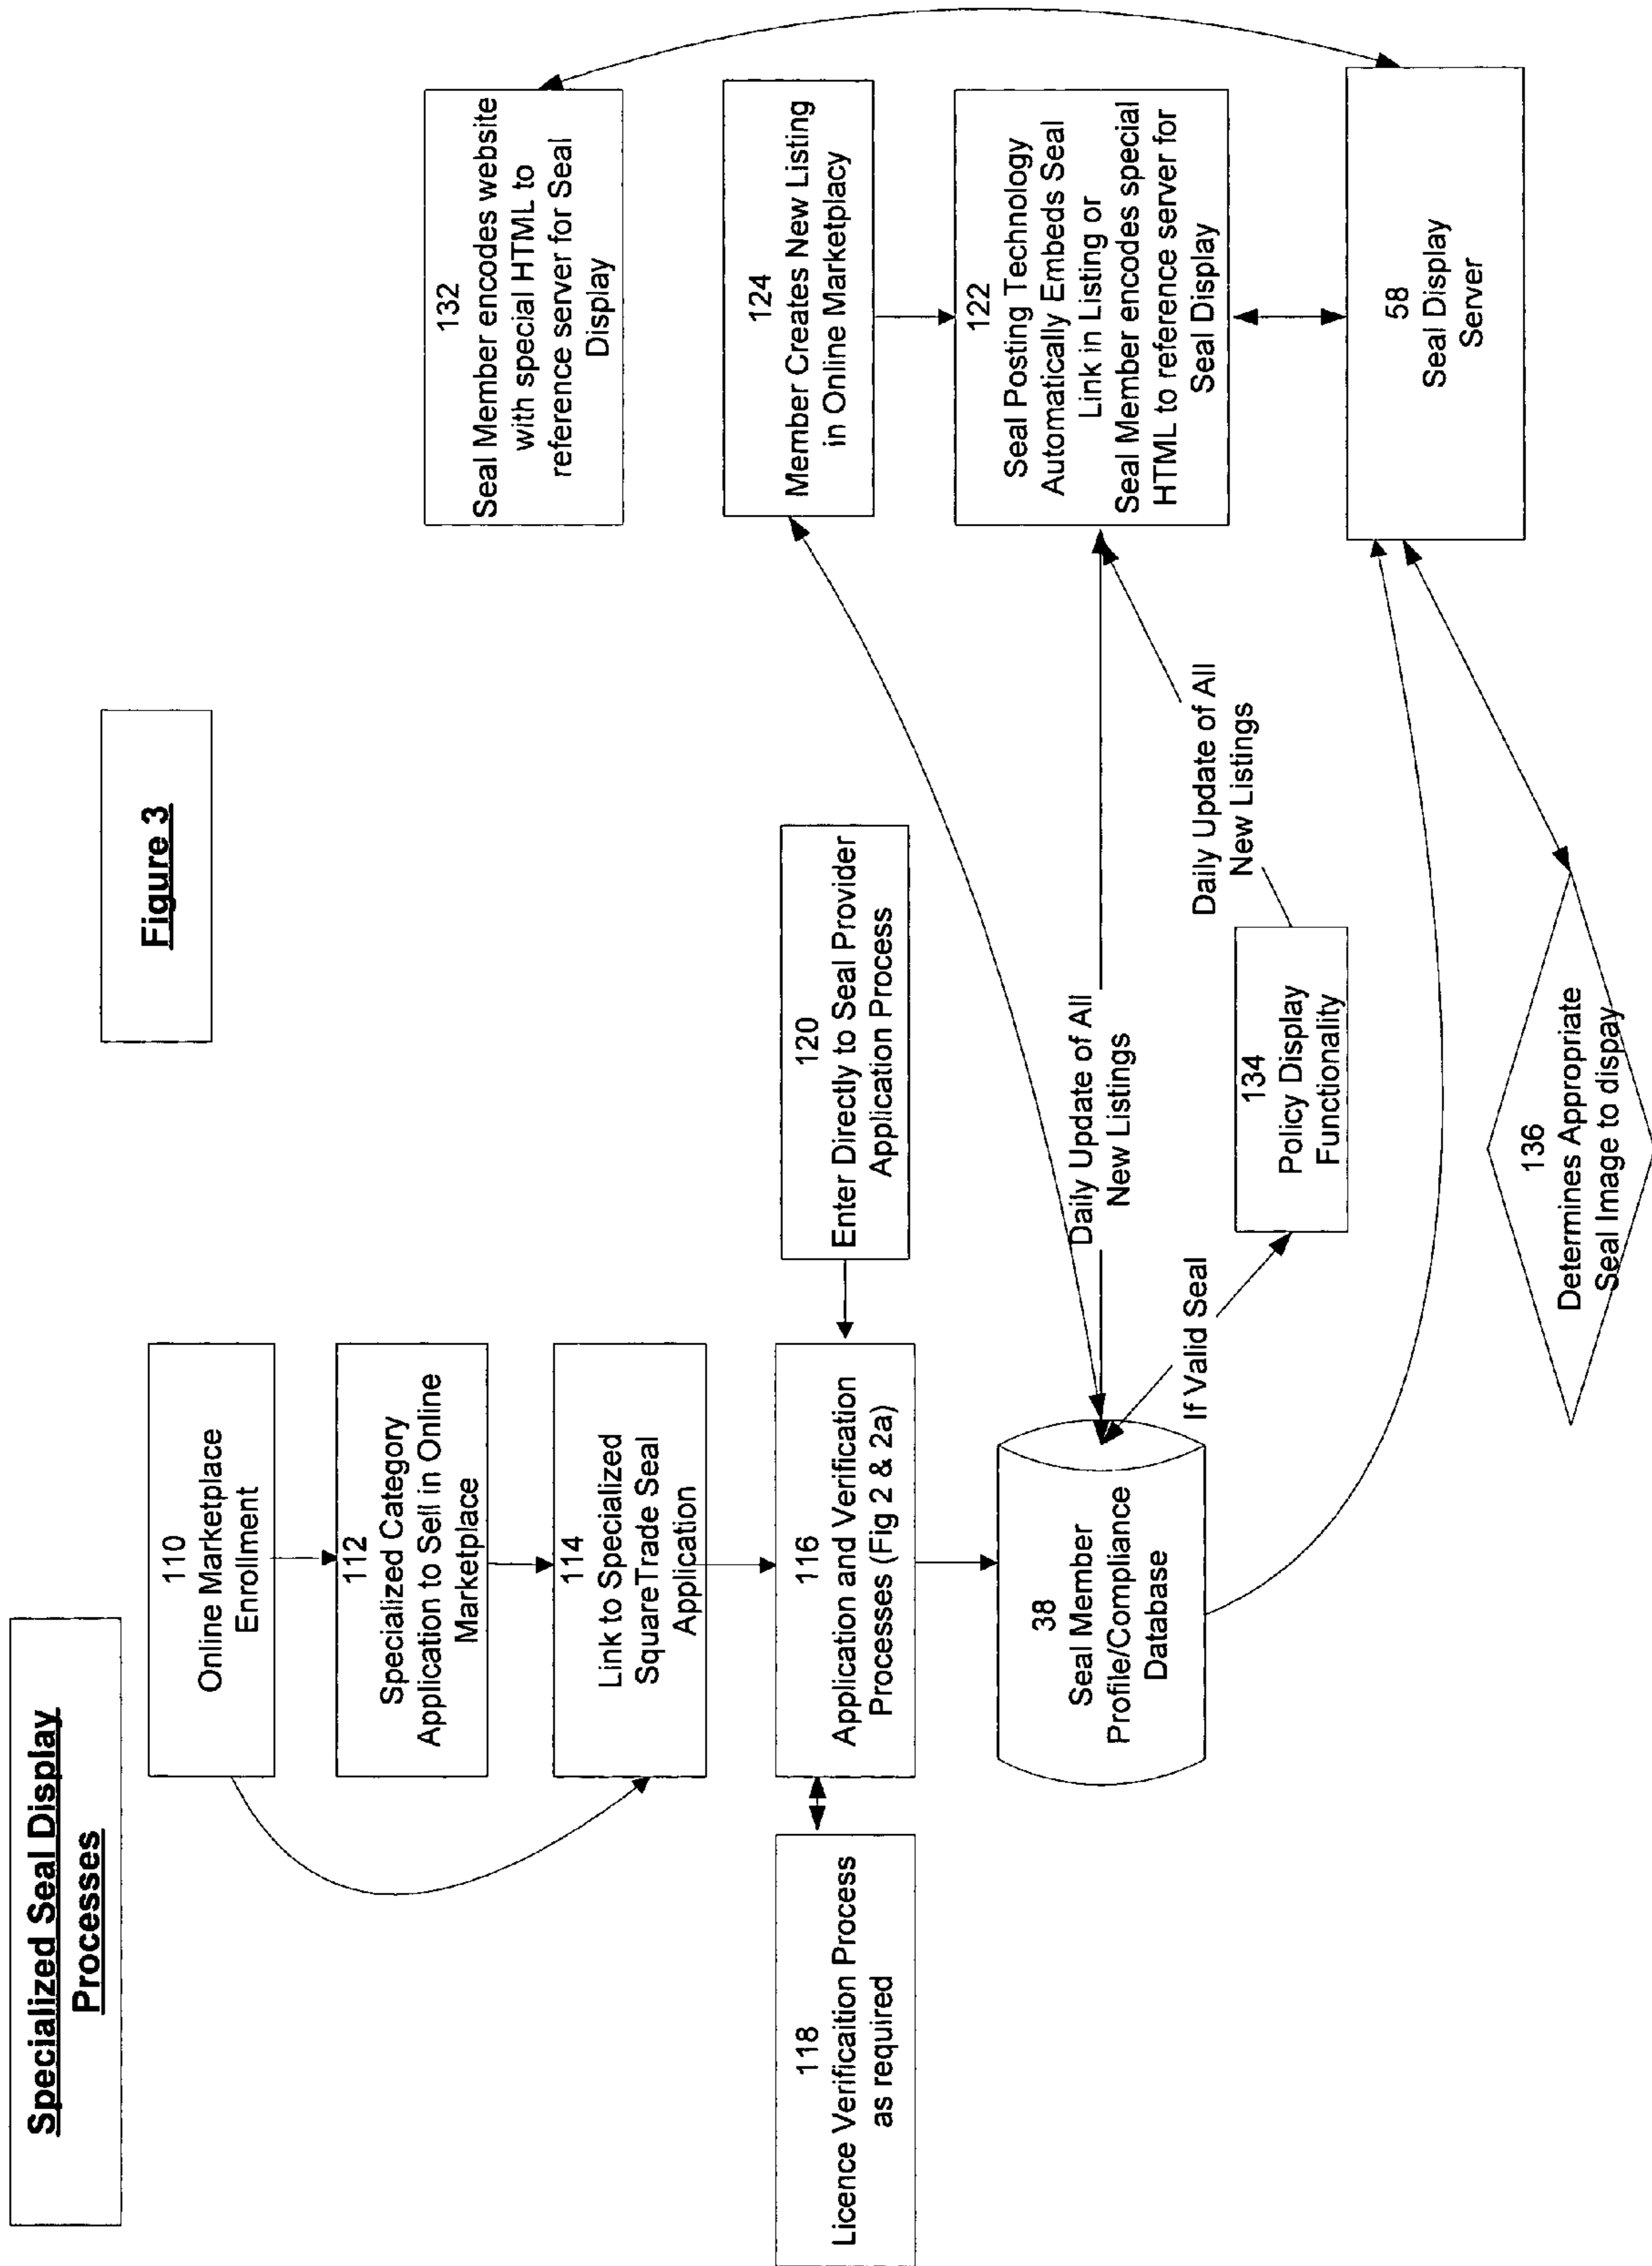 Specialized Seal Display
Processes
Figure 3
110
Online Marketplace
Enrollment
112
Specialized Category
Application to Sell in Online
Marketplace
114
Link to Specialized
SquareTrade Seal
Application
116
Application and Verification
Processes (Fig 2 & 2a)
118
Licence Verificaition Process
as required
120
Enter Directly to Seal Provider
Application Process
38
Seal Member
Profile/Compliance
Database
132
Seal Member encodes website
with special HTML to
reference server for Seal
Display
124
Member Creates New Listing
in Online Marketplacy
122
Seal Posting Technology
Automatically Embeds Seal
Link in Listing or
Seal Member encodes special
HTML to reference server for
Seal Display
58
Seal Display
Server
Daily Update of All
New Listings
Daily Update of All
New Listings
If Valid Seal
134
Policy Display
Functionality
136
Determines Appropriate
Seal Image to dispay